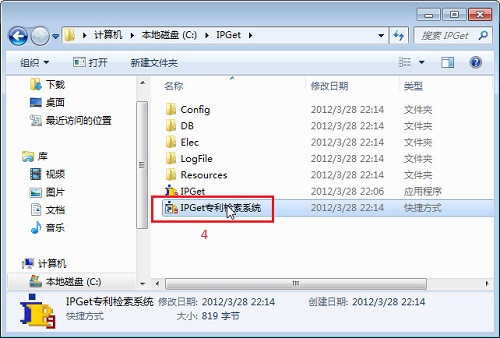 计算机 ▸ 本地磁盘 (C:) ▸ IPGet ▸ 搜索 IPGet
组织 打开 新建文件夹
名称 修改日期 类型
下载
桌面
最近访问的位置
库
视频
图片
文档
音乐
计算机
本地磁盘 (C:)
Config 2012/3/28 22:14 文件夹
DB 2012/3/28 22:14 文件夹
Elec 2012/3/28 22:14 文件夹
LogFile 2012/3/28 22:14 文件夹
Resources 2012/3/28 22:14 文件夹
IPGet 2012/3/28 22:06 应用程序
IPGet专利检索系统 2012/3/28 22:14 快捷方式
4
IPGet专利检索系统 修改日期: 2012/3/28 22:14 创建日期: 2012/3/28 22:14
快捷方式 大小: 819 字节